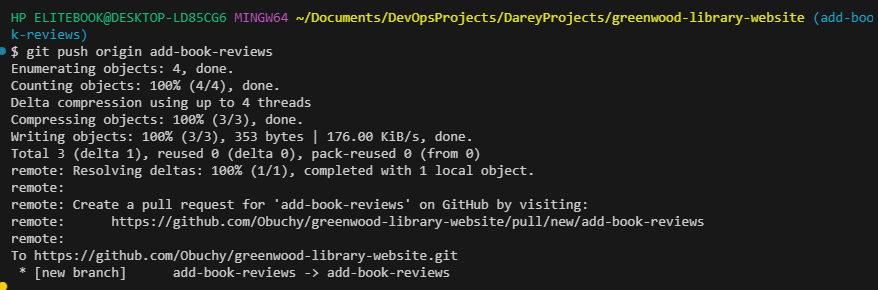 HP ELITEBOOK@DESKTOP-LD85CG6 MINGW64 ~/Documents/DevOpsProjects/DareyProjects/greenwood-library-website (add-boo
k-reviews)
$ git push origin add-book-reviews
Enumerating objects: 4, done.
Counting objects: 100% (4/4), done.
Delta compression using up to 4 threads
Compressing objects: 100% (3/3), done.
Writing objects: 100% (3/3), 353 bytes | 176.00 KiB/s, done.
Total 3 (delta 1), reused 0 (delta 0), pack-reused 0 (from 0)
remote: Resolving deltas: 100% (1/1), completed with 1 local object.
remote:
remote: Create a pull request for 'add-book-reviews' on GitHub by visiting:
remote:      https://github.com/Obuchy/greenwood-library-website/pull/new/add-book-reviews
remote:
To https://github.com/Obuchy/greenwood-library-website.git
 * [new branch]      add-book-reviews -> add-book-reviews